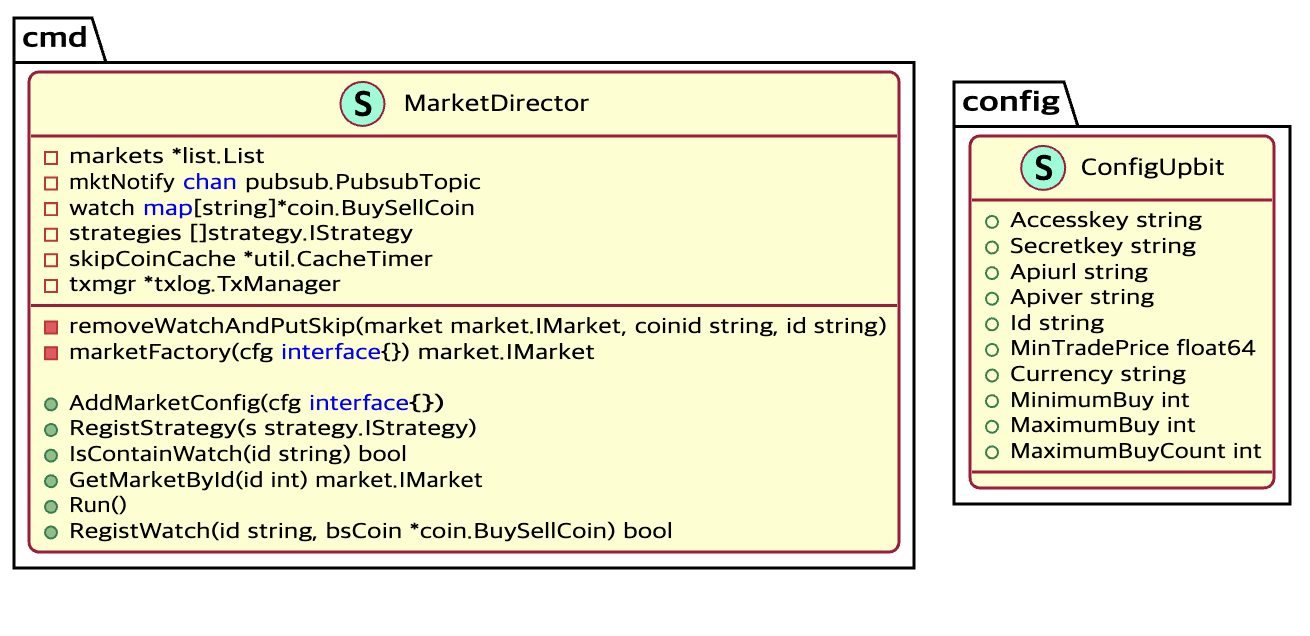 cmd
S MarketDirector
markets *list.List
mktNotify chan pubsub.PubsubTopic
watch map[string]*coin.BuySellCoin
strategies []strategy.IStrategy
skipCoinCache *util.CacheTimer
txmgr *txlog.TxManager
removeWatchAndPutSkip(market market.IMarket, coinid string, id string)
marketFactory(cfg interface{}) market.IMarket
AddMarketConfig(cfg interface{})
RegistStrategy(s strategy.IStrategy)
IsContainWatch(id string) bool
GetMarketById(id int) market.IMarket
Run()
RegistWatch(id string, bsCoin *coin.BuySellCoin) bool
config
S ConfigUpbit
Accesskey string
Secretkey string
Apiurl string
Apiver string
Id string
MinTradePrice float64
Currency string
MinimumBuy int
MaximumBuy int
MaximumBuyCount int